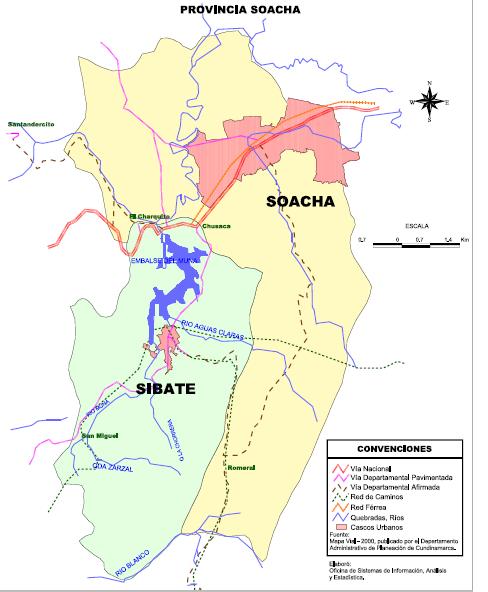 PROVINCIA SOACHA
N
W E
S
Santandercito
SOACHA
El Charquito
Chusaca
ESCALA
0,7 0 0,7 1,4 Km
EMBALSE DEL MUÑA
RIO AGUAS CLARAS
SIBATE
San Miguel
QDA ZARZAL
Romeral
RIO BLANCO
CONVENCIONES
Vía Nacional
Vía Departamental Pavimentada
Vía Departamental Afirmada
Red de Caminos
Red Férrea
Quebradas, Ríos
Cascos Urbanos
Fuente:
Mapa Vial - 2000, publicado por el Departamento
Administrativo de Planeación de Cundinamarca.
Elaboró:
Oficina de Sistemas de Información, Análisis
y Estadística.